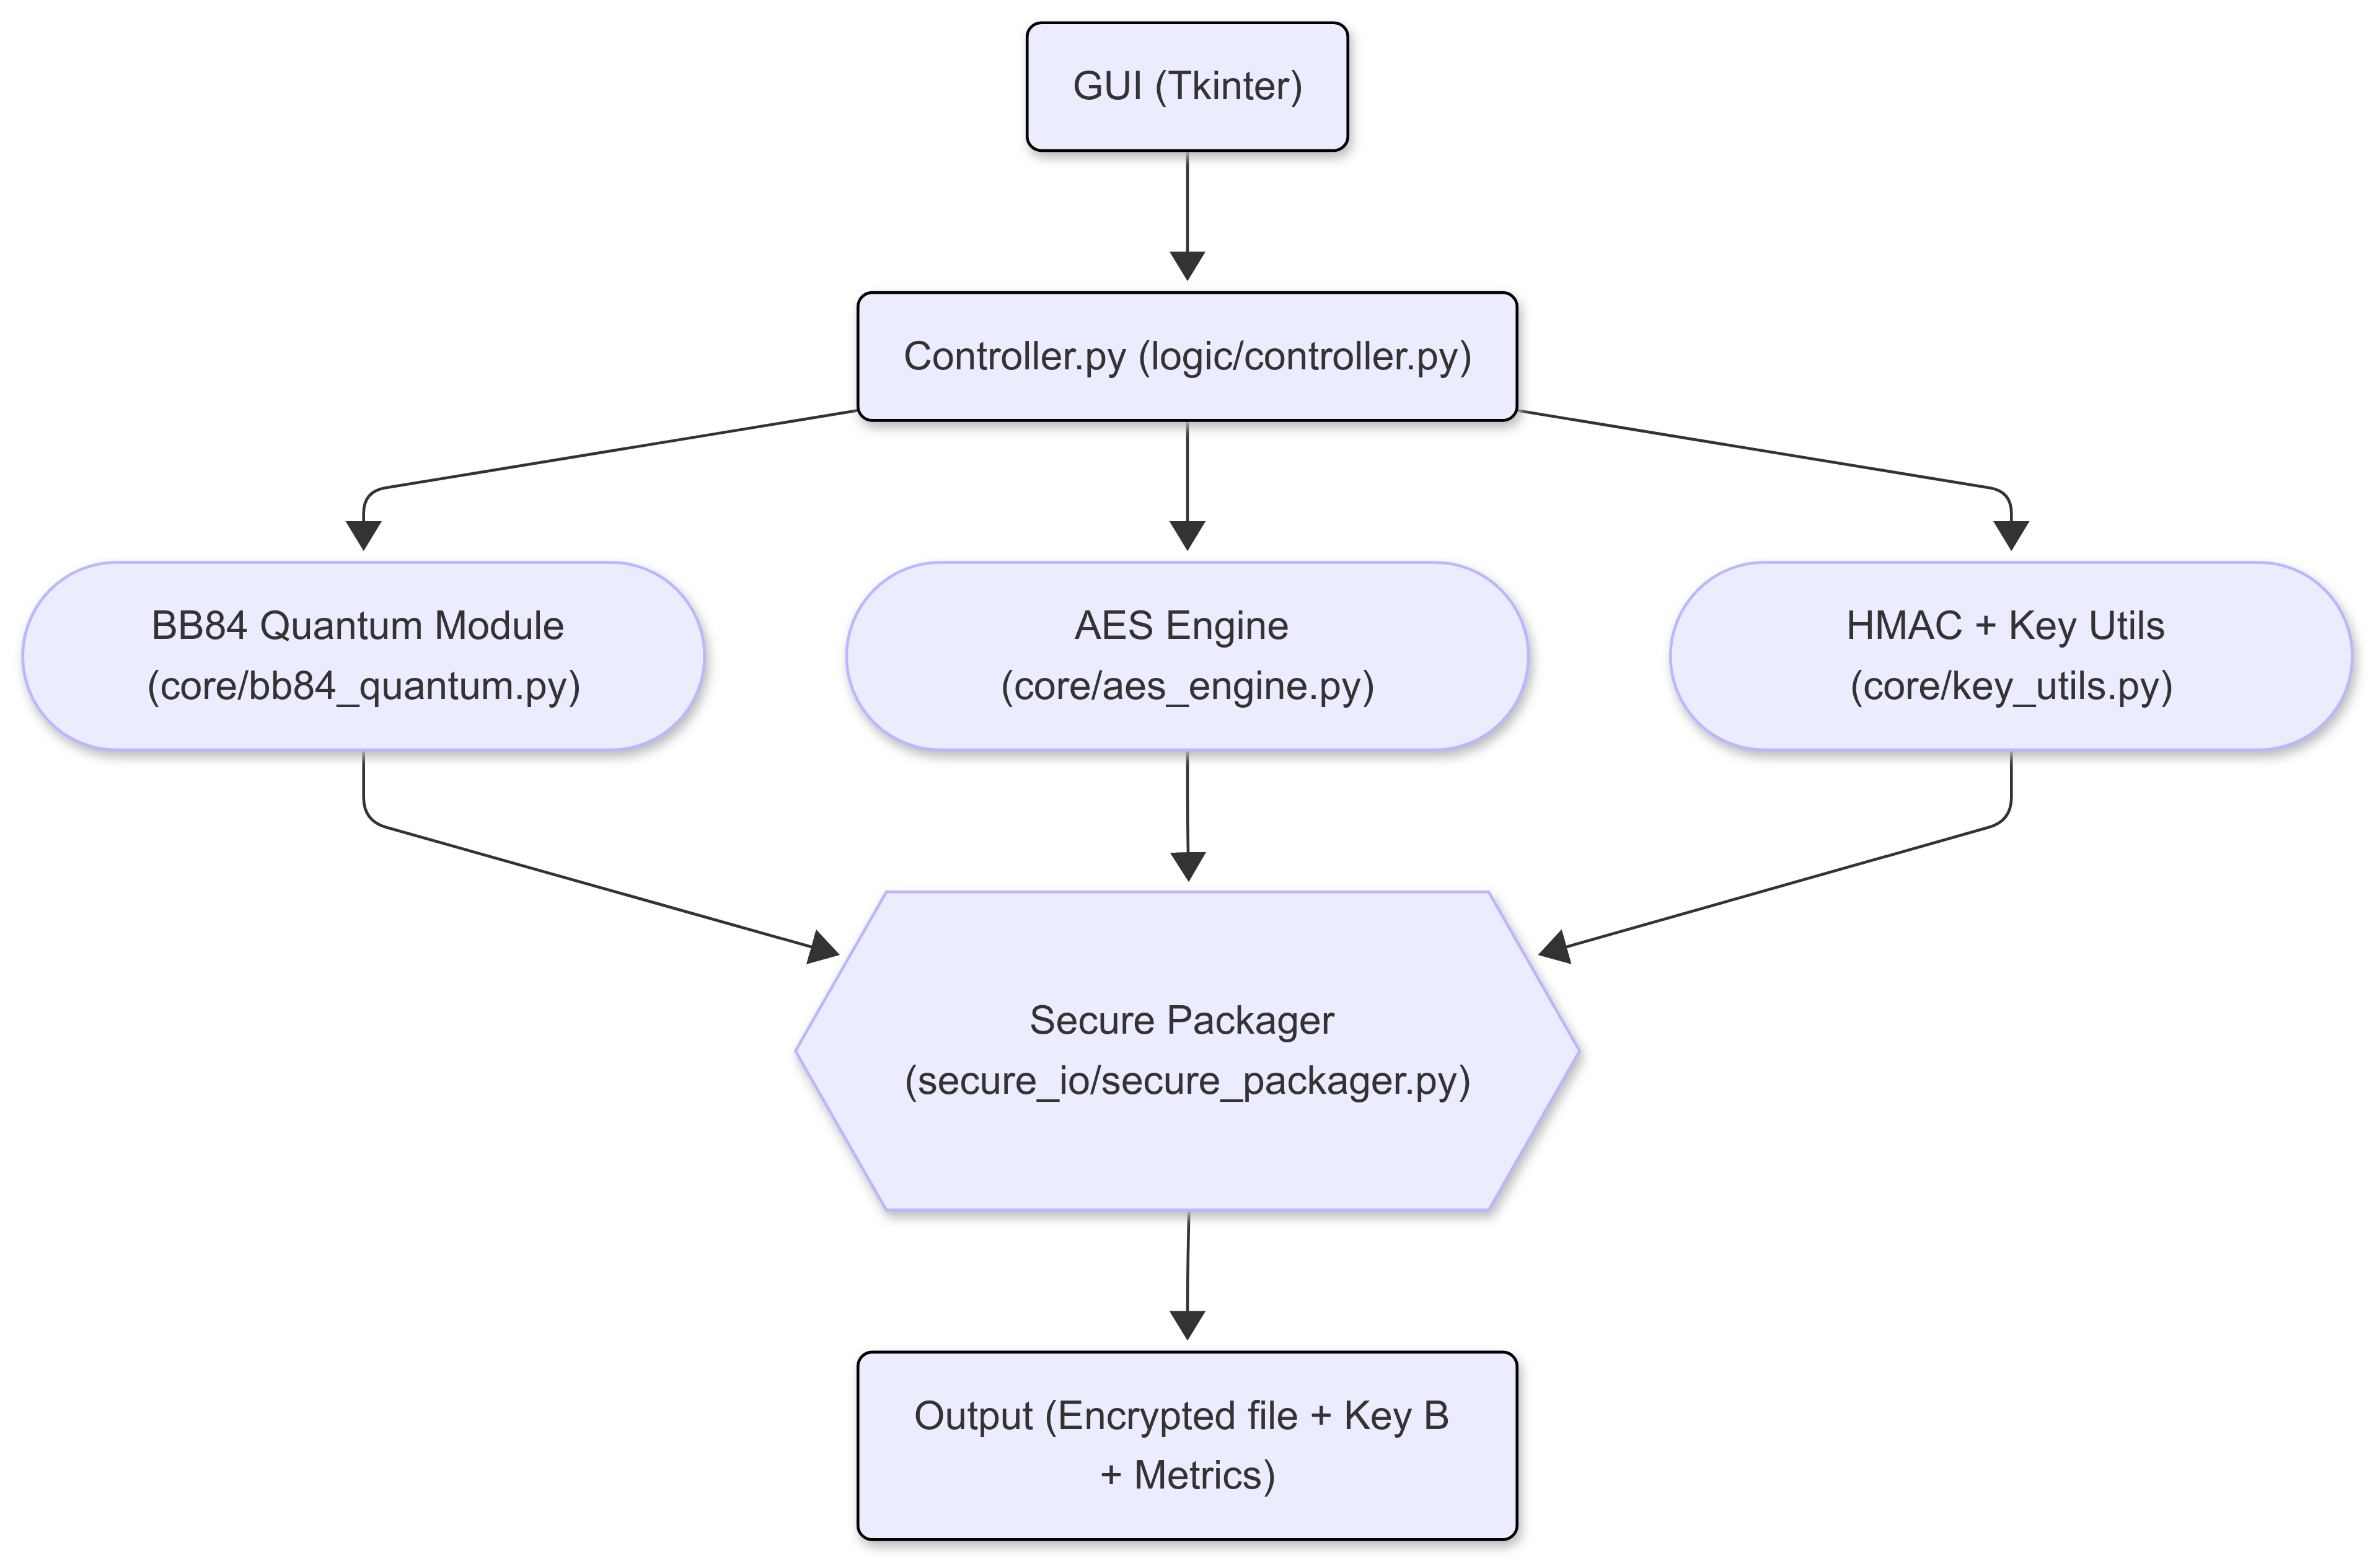 GUI (Tkinter)
Controller.py (logic/controller.py)
BB84 Quantum Module
(core/bb84_quantum.py)
AES Engine
(core/aes_engine.py)
HMAC + Key Utils
(core/key_utils.py)
Secure Packager
(secure_io/secure_packager.py)
Output (Encrypted file + Key B
+ Metrics)